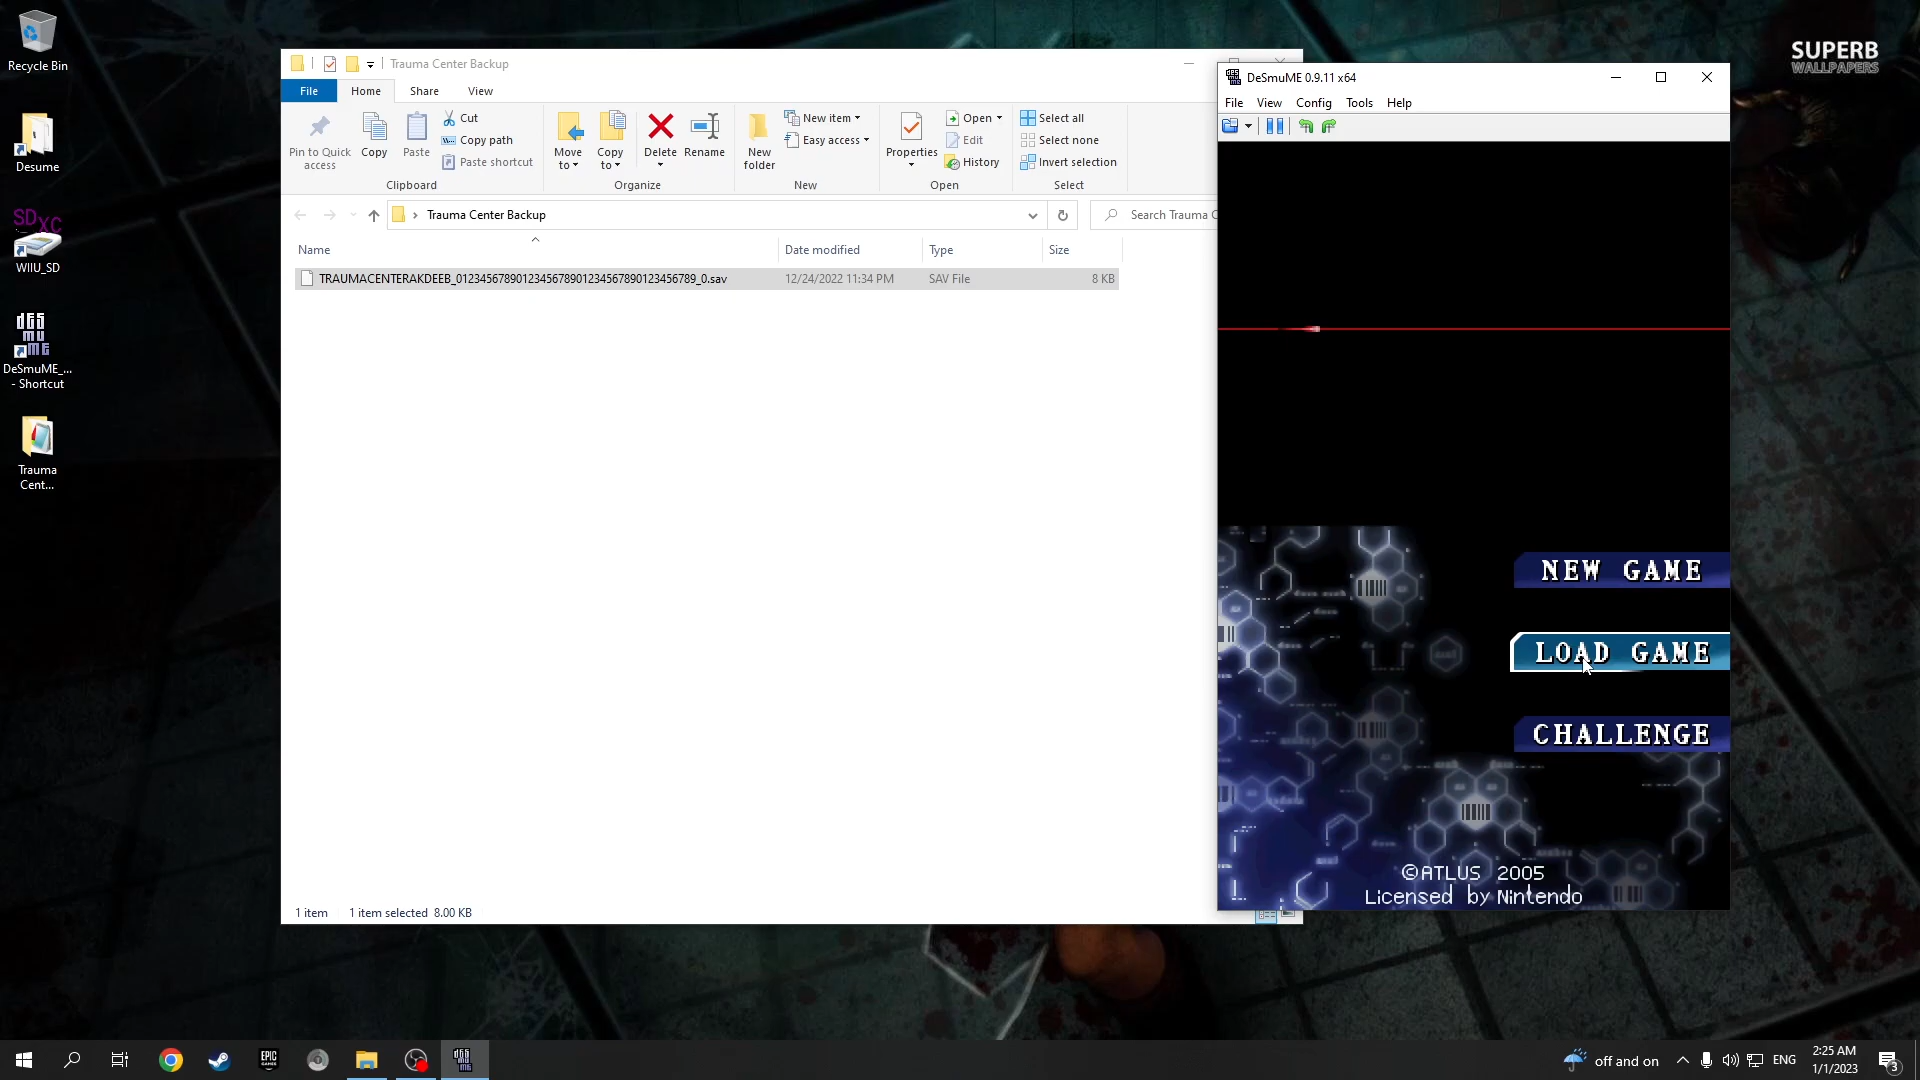 Recycle Bin
Desume
SD XC
WIIU_SD
DeSmuME_...
- Shortcut
Trauma
Cent...
SUPERB
WALLPAPERS
Trauma Center Backup
File
Home
Share
View
Pin to Quick
access
Copy
Paste
Cut
Copy path
Paste shortcut
Clipboard
Move
to
Copy
to
Delete
Rename
Organize
New
folder
New item
Easy access
New
Properties
Open
Edit
History
Open
Select all
Select none
Invert selection
Select
Trauma Center Backup
Search Trauma C
Name
Date modified
Type
Size
TRAUMACENTERAKDEEB_0123456789012345678901234567890123456789_0.sav
12/24/2022 11:34 PM
SAV File
8 KB
1 item
1 item selected 8.00 KB
DeSmuME 0.9.11 x64
File
View
Config
Tools
Help
NEW GAME
LOAD GAME
CHALLENGE
©ATLUS 2005
Licensed by Nintendo
EPIC
GAMES
off and on
ENG
2:25 AM
1/1/2023
3